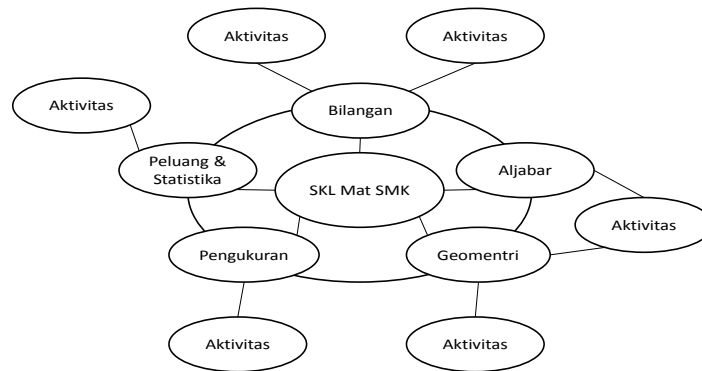 Aktivitas
Aktivitas
Aktivitas
Bilangan
Peluang &
Statistika
SKL Mat SMK
Aljabar
Aktivitas
Pengukuran
Geomentri
Aktivitas
Aktivitas